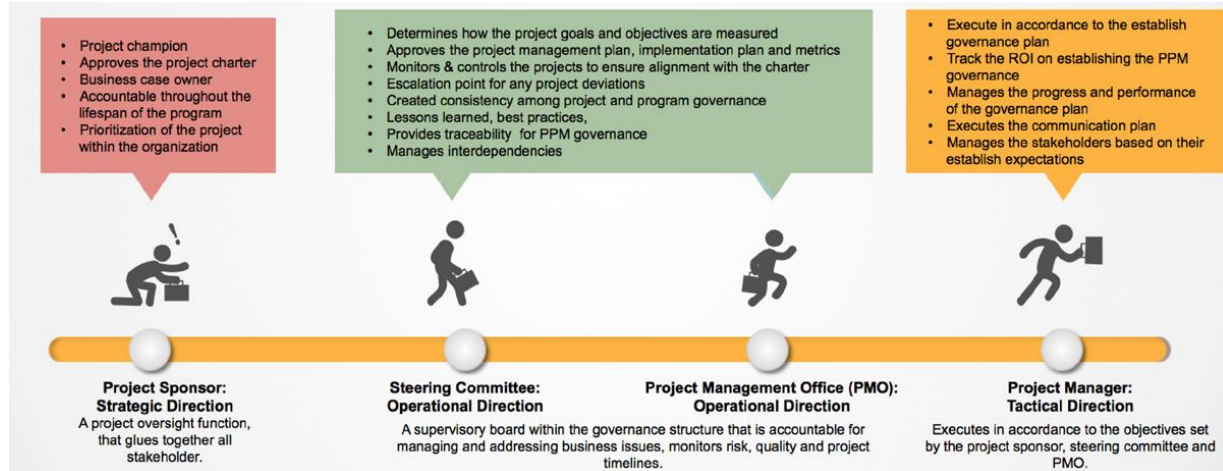 • Project champion
• Approves the project charter
• Business case owner
• Accountable throughout the
lifespan of the program
• Prioritization of the project
within the organization
• Determines how the project goals and objectives are measured
• Approves the project management plan, implementation plan and metrics
• Monitors & controls the projects to ensure alignment with the charter
• Escalation point for any project deviations
• Created consistency among project and program governance
• Lessons learned, best practices,
• Provides traceability for PPM governance
• Manages interdependencies
• Execute in accordance to the establish
governance plan
• Track the ROI on establishing the PPM
governance
• Manages the progress and performance
of the governance plan
• Executes the communication plan
• Manages the stakeholders based on their
establish expectations
Project Sponsor:
Strategic Direction
A project oversight function,
that glues together all
stakeholder.
Steering Committee:
Operational Direction
Project Management Office (PMO):
Operational Direction
A supervisory board within the governance structure that is accountable for
managing and addressing business issues, monitors risk, quality and project
timelines.
Project Manager:
Tactical Direction
Executes in accordance to the objectives set
by the project sponsor, steering committee and
PMO.